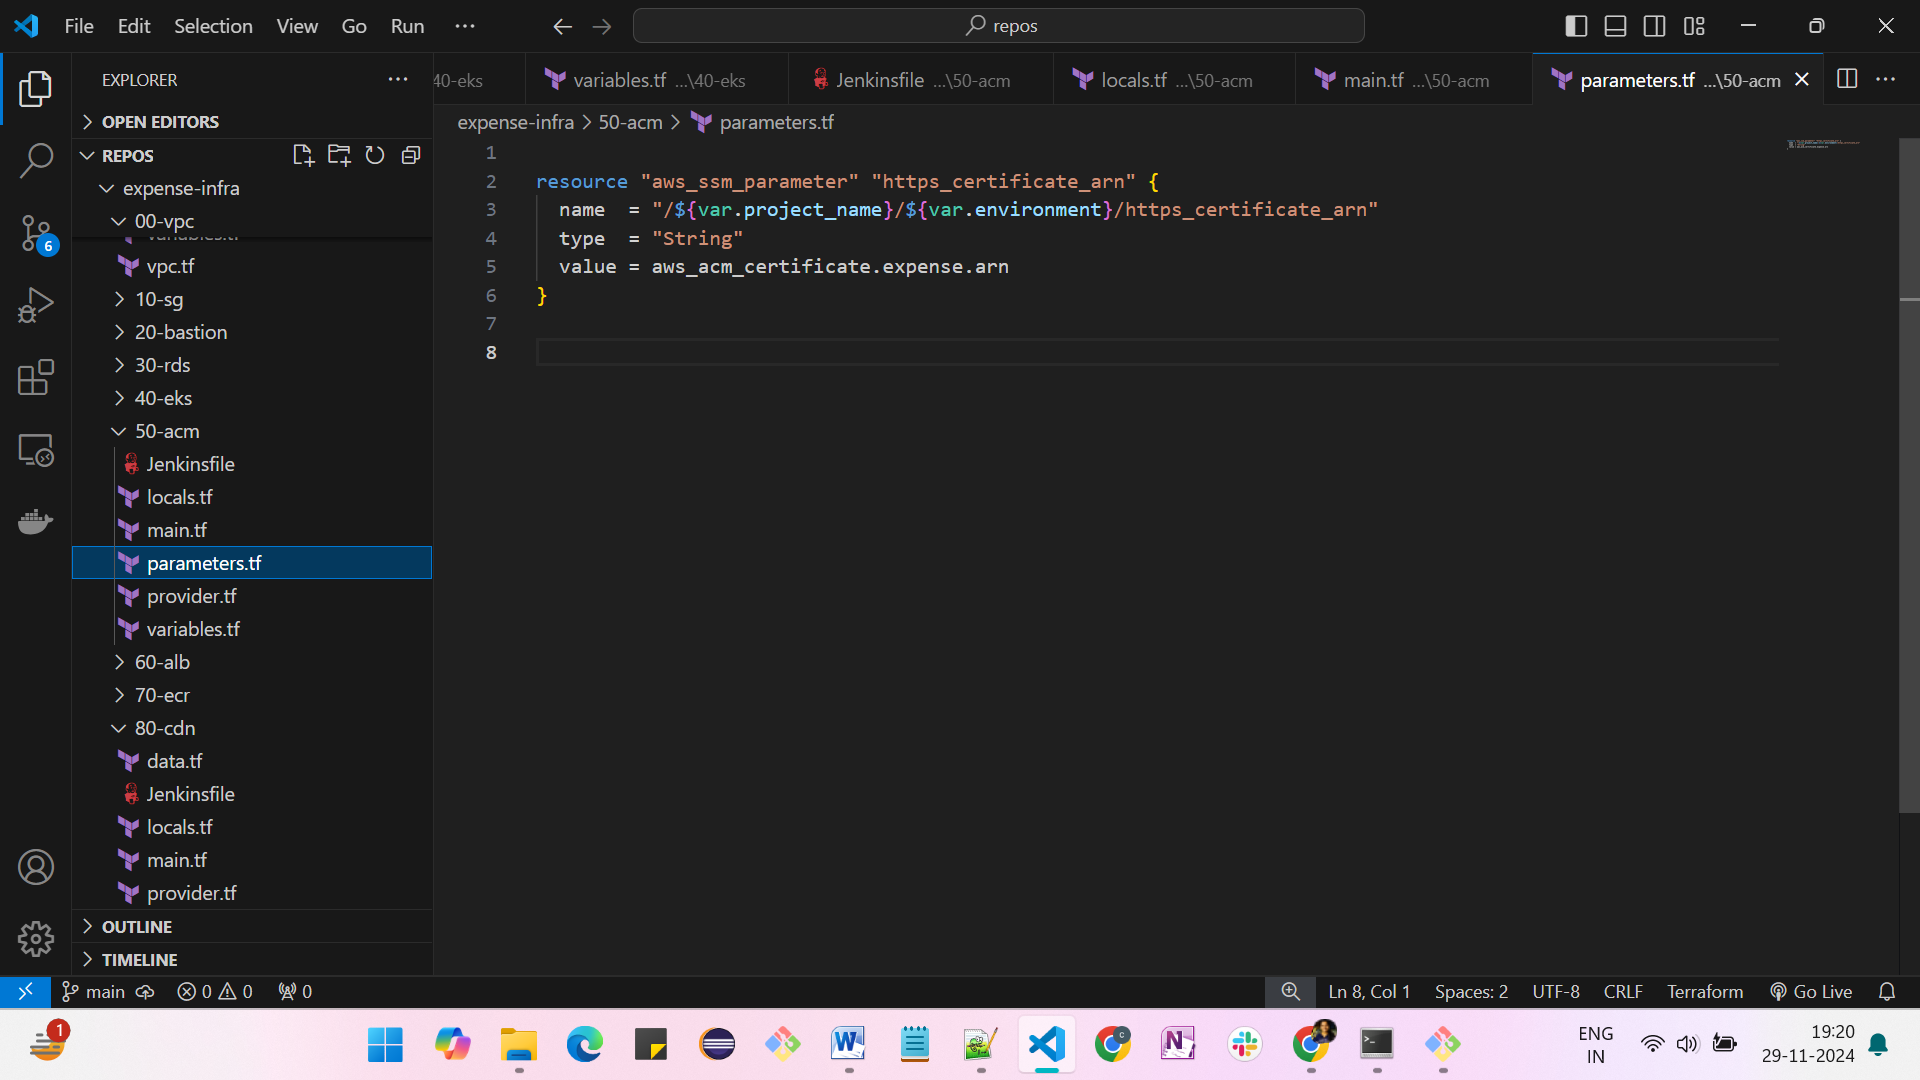 File Edit Selection View Go Run ···
repos
EXPLORER
40-eks
variables.tf ...\40-eks
Jenkinsfile ...\50-acm
locals.tf ...\50-acm
main.tf ...\50-acm
parameters.tf ...\50-acm
OPEN EDITORS
REPOS
expense-infra
00-vpc
variables.tf
vpc.tf
10-sg
20-bastion
30-rds
40-eks
50-acm
Jenkinsfile
locals.tf
main.tf
parameters.tf
provider.tf
variables.tf
60-alb
70-ecr
80-cdn
data.tf
Jenkinsfile
locals.tf
main.tf
provider.tf
OUTLINE
TIMELINE
6
expense-infra > 50-acm > parameters.tf
1
2 resource "aws_ssm_parameter" "https_certificate_arn" {
3 name = "/${var.project_name}/${var.environment}/https_certificate_arn"
4 type = "String"
5 value = aws_acm_certificate.expense.arn
6 }
7
8
main 0 0 0
Ln 8, Col 1 Spaces: 2 UTF-8 CRLF Terraform Go Live
1
ENG
IN
19:20
29-11-2024